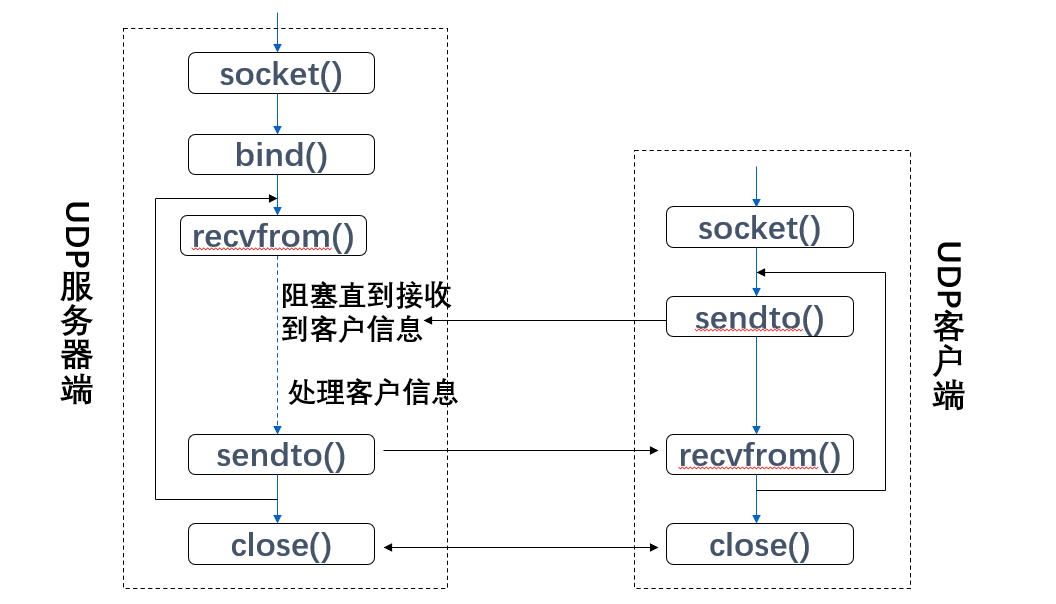 UDP服务器端
socket()
bind()
recvfrom()
阻塞直到接收
到客户信息
处理客户信息
sendto()
close()
socket()
sendto()
recvfrom()
close()
UDP客户端